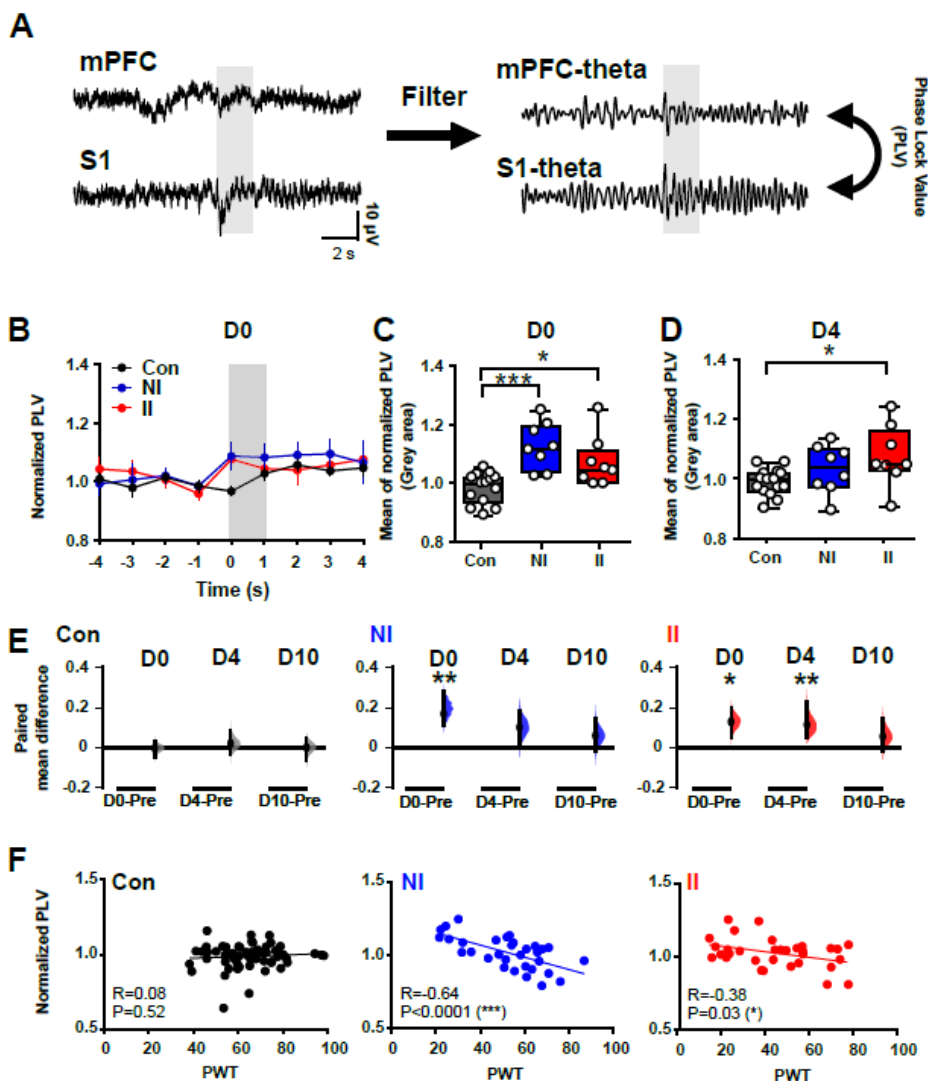 A
mPFC
S1
Filter
mPFC-theta
S1-theta
Phase Lock Value
(PLV)
10 µV
2 s
B
D0
Normalized PLV
1.4
1.2
1.0
0.8
Con
NI
II
-4 -3 -2 -1 0 1 2 3 4
Time (s)
C
D0
Mean of normalized PLV
(Grey area)
1.4
1.2
1.0
0.8
*
***
Con NI II
D
D4
Mean of normalized PLV
(Grey area)
1.4
1.2
1.0
0.8
*
Con NI II
E
Con
D0 D4 D10
Paired
mean difference
0.4
0.2
0
-0.2
D0-Pre D4-Pre D10-Pre
NI
D0 D4 D10
**
0.4
0.2
0
-0.2
D0-Pre D4-Pre D10-Pre
II
D0 D4 D10
* **
0.4
0.2
0
-0.2
D0-Pre D4-Pre D10-Pre
F
Con
Normalized PLV
1.5
1.0
0.5
R=0.08
P=0.52
0 20 40 60 80 100
PWT
NI
1.5
1.0
0.5
R=-0.64
P<0.0001 (***)
0 20 40 60 80 100
PWT
II
1.5
1.0
0.5
R=-0.38
P=0.03 (*)
0 20 40 60 80 100
PWT